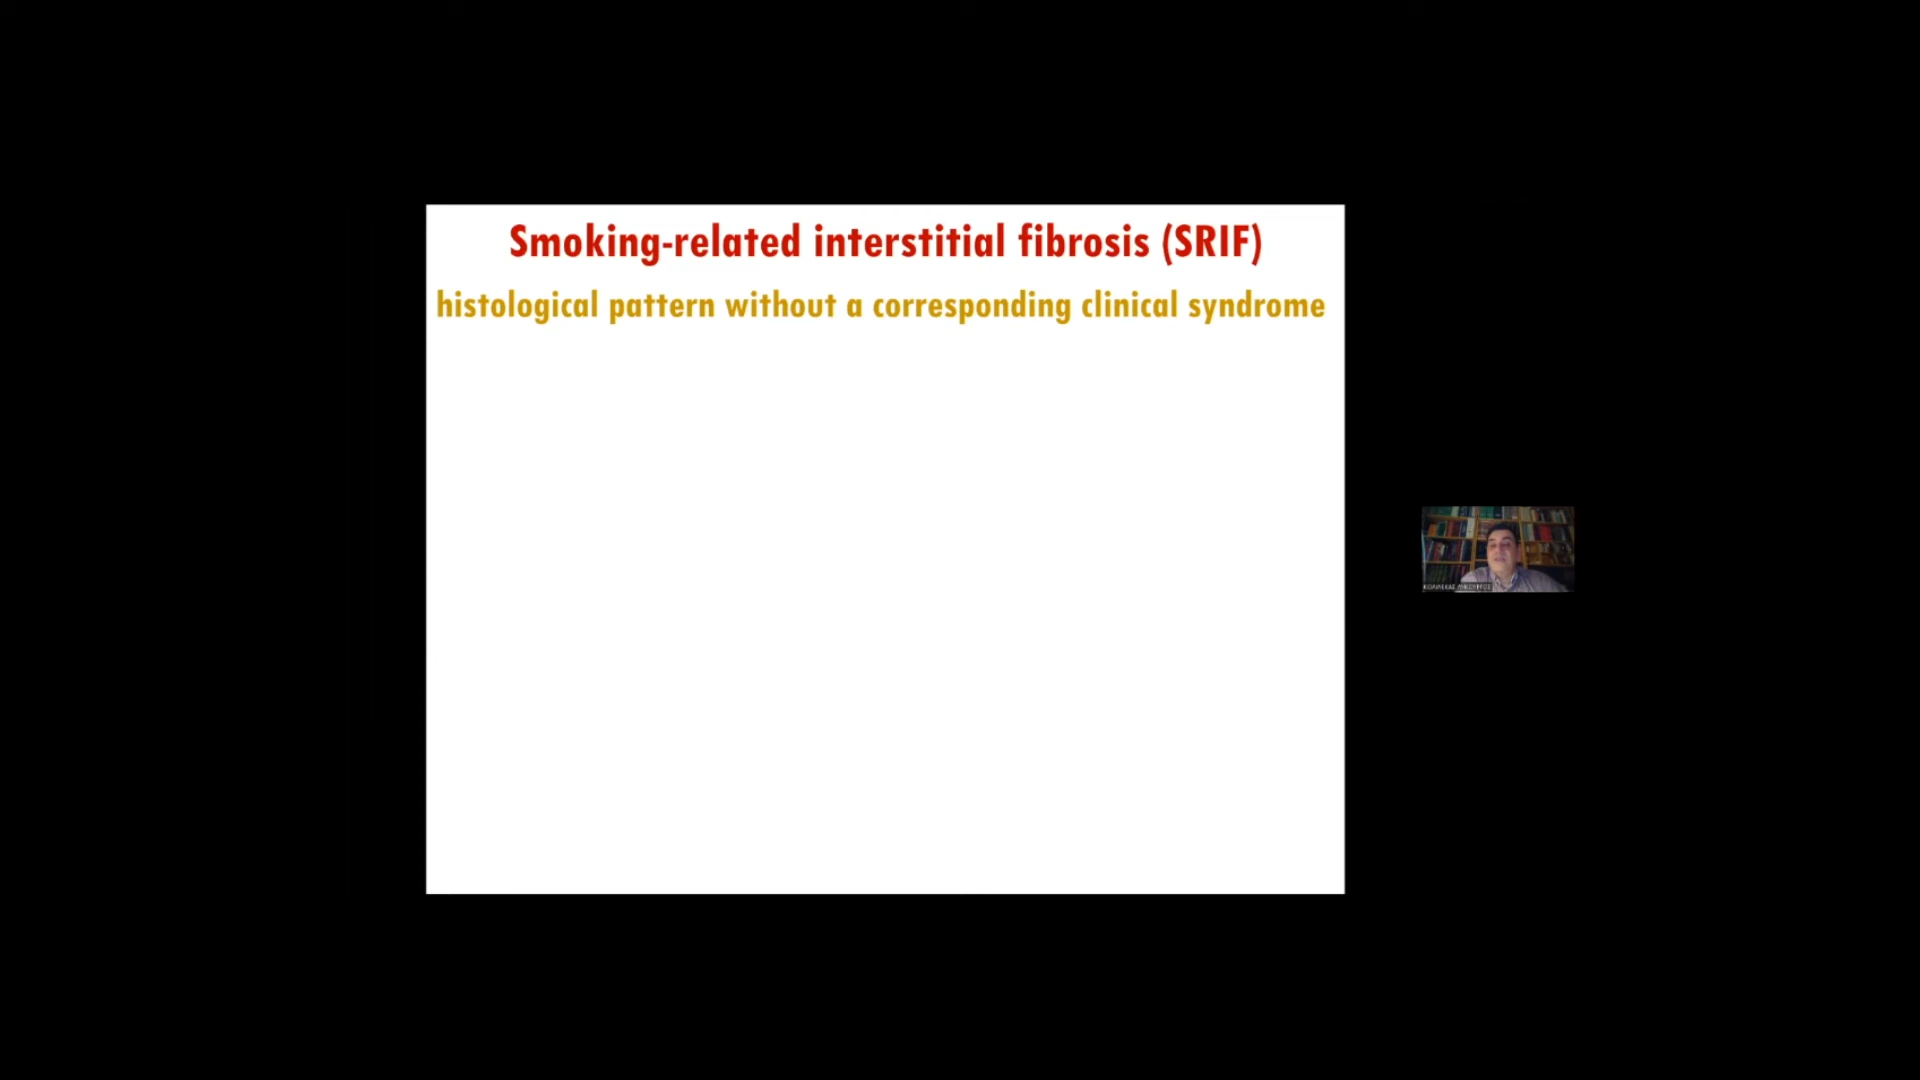 Smoking-related interstitial fibrosis (SRIF)
histological pattern without a corresponding clinical syndrome